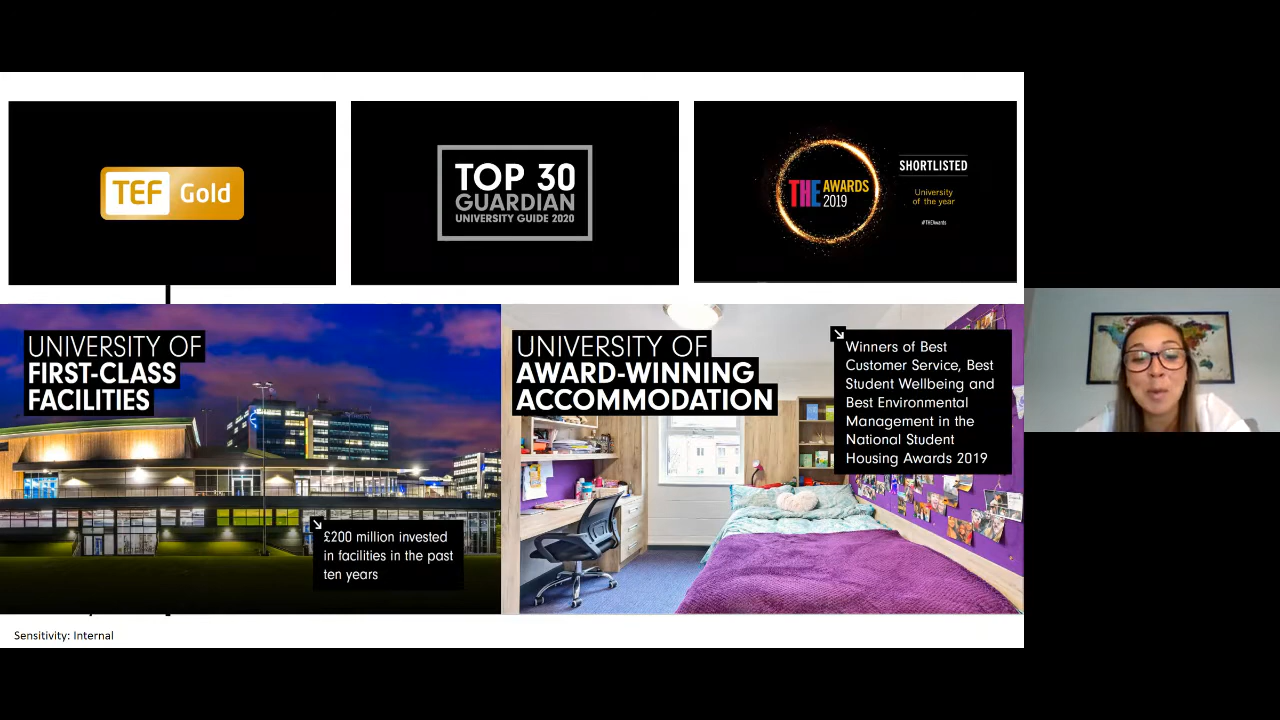 TEF Gold
TOP 30
GUARDIAN
UNIVERSITY GUIDE 2020
THE AWARDS
2019
SHORTLISTED
University
of the year
#THEAwards
UNIVERSITY OF
FIRST-CLASS
FACILITIES
£200 million invested
in facilities in the past
ten years
UNIVERSITY OF
AWARD-WINNING
ACCOMMODATION
Winners of Best
Customer Service, Best
Student Wellbeing and
Best Environmental
Management in the
National Student
Housing Awards 2019
Sensitivity: Internal